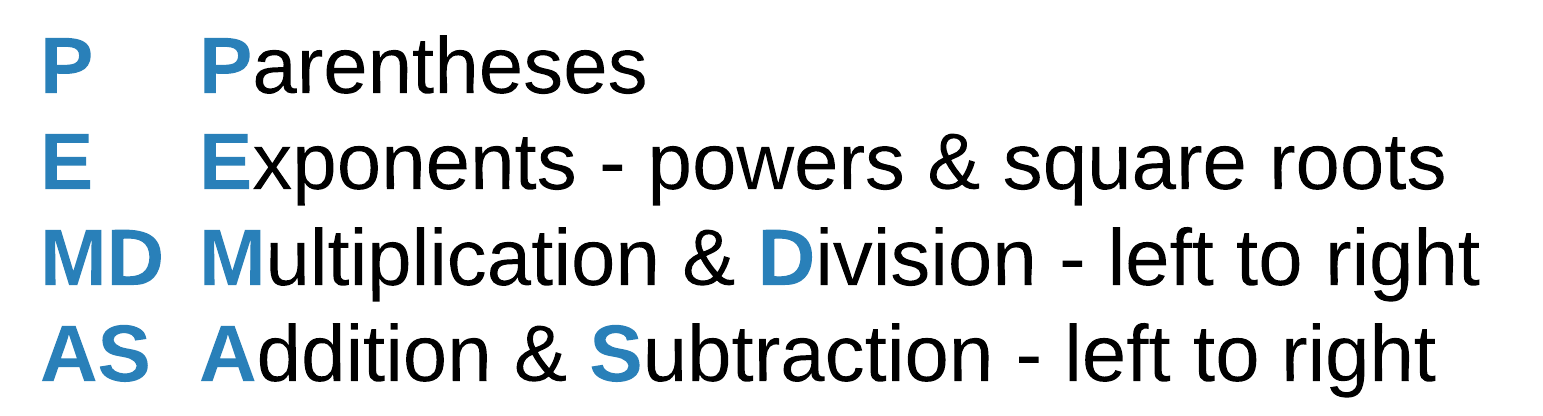 P Parentheses
E Exponents - powers & square roots
MD Multiplication & Division - left to right
AS Addition & Subtraction - left to right